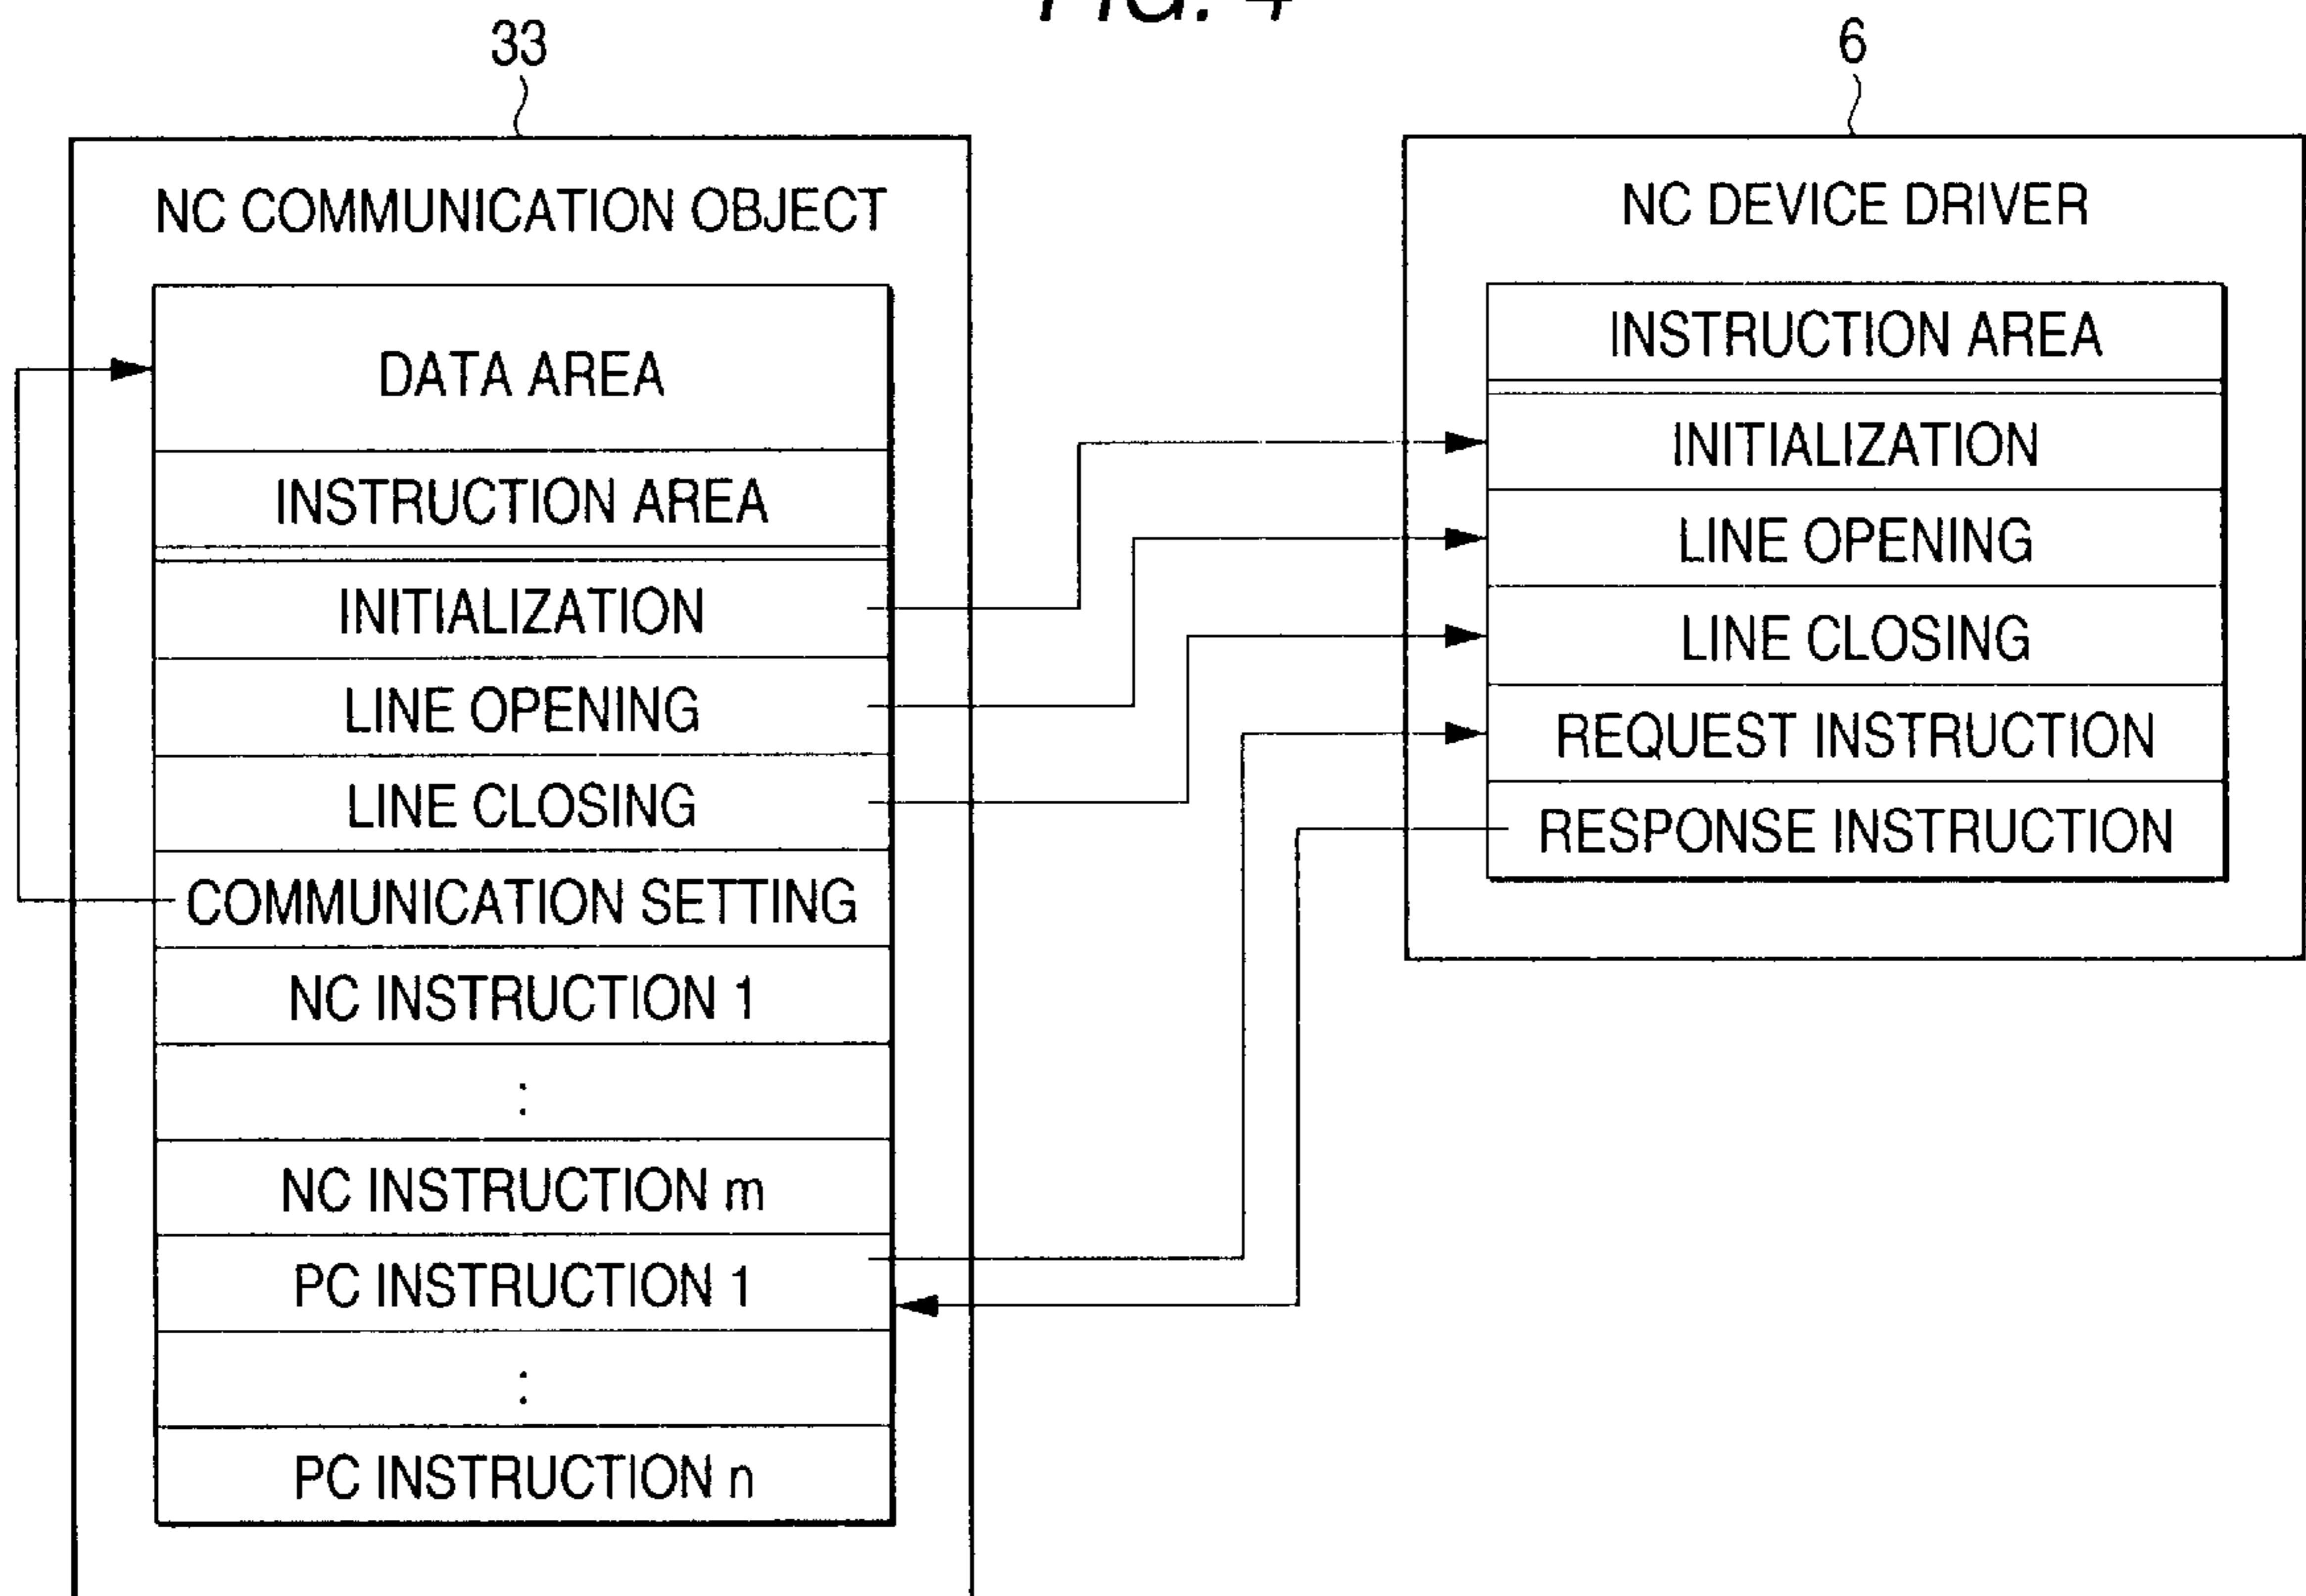 FIG. 4
33
NC COMMUNICATION OBJECT
DATA AREA
INSTRUCTION AREA
INITIALIZATION
LINE OPENING
LINE CLOSING
COMMUNICATION SETTING
NC INSTRUCTION 1
:
NC INSTRUCTION m
PC INSTRUCTION 1
:
PC INSTRUCTION n
6
NC DEVICE DRIVER
INSTRUCTION AREA
INITIALIZATION
LINE OPENING
LINE CLOSING
REQUEST INSTRUCTION
RESPONSE INSTRUCTION